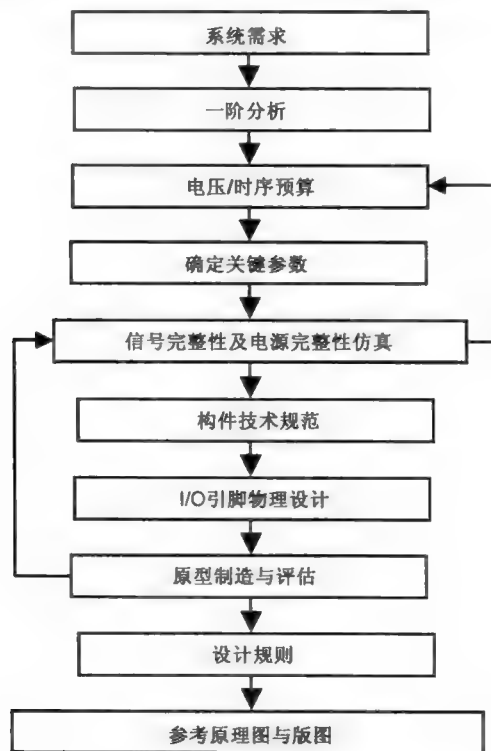 系统需求
一阶分析
电压/时序预算
确定关键参数
信号完整性及电源完整性仿真
构件技术规范
I/O引脚物理设计
原型制造与评估
设计规则
参考原理图与版图